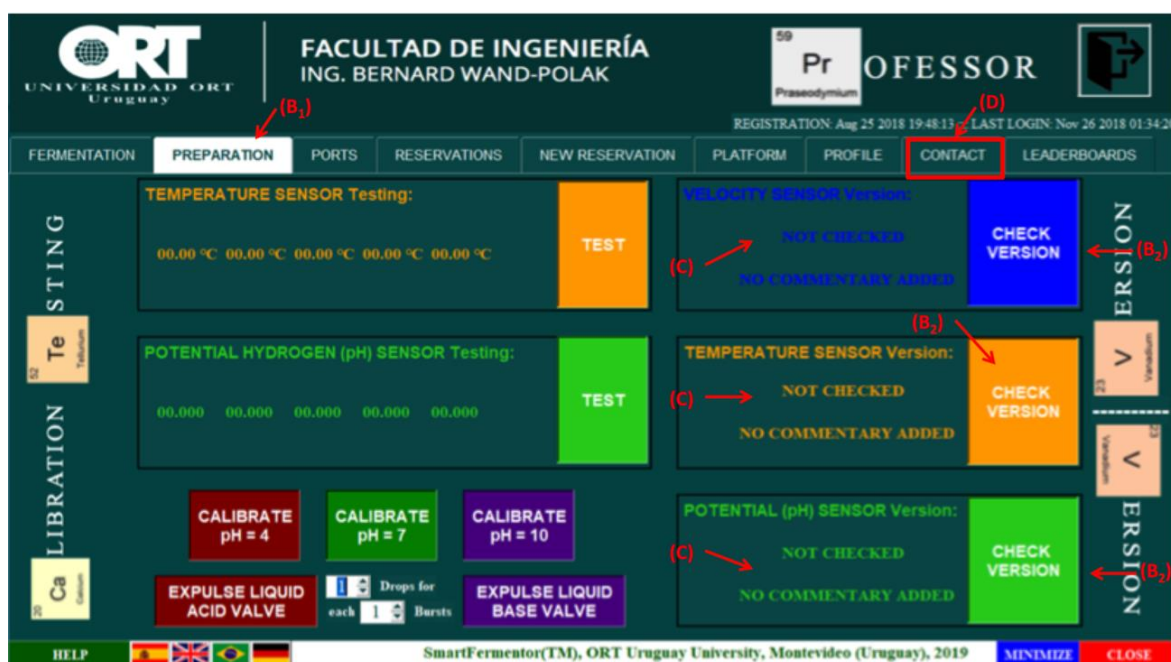 ORT
UNIVERSIDAD ORT
Uruguay
FACULTAD DE INGENIERÍA
ING. BERNARD WAND-POLAK
59
Pr
Praseodymium
OFESSOR
(B1)
(D)
REGISTRATION: Aug 25 2018 19:48:13 - LAST LOGIN: Nov 26 2018 01:34:20
FERMENTATION PREPARATION PORTS RESERVATIONS NEW RESERVATION PLATFORM PROFILE CONTACT LEADERBOARDS
52
Te
Tellurium
STING
20
Ca
Calcium
LIBRATION
TEMPERATURE SENSOR Testing:
00.00 ºC 00.00 ºC 00.00 ºC 00.00 ºC 00.00 ºC
TEST
POTENTIAL HYDROGEN (pH) SENSOR Testing:
00.000 00.000 00.000 00.000 00.000
TEST
CALIBRATE
pH = 4
CALIBRATE
pH = 7
CALIBRATE
pH = 10
EXPULSE LIQUID
ACID VALVE
1 Drops for
each 1 Bursts
EXPULSE LIQUID
BASE VALVE
VELOCITY SENSOR Version:
NOT CHECKED
NO COMMENTARY ADDED
CHECK
VERSION
(C)
(B2)
TEMPERATURE SENSOR Version:
NOT CHECKED
NO COMMENTARY ADDED
CHECK
VERSION
(C)
(B2)
POTENTIAL (pH) SENSOR Version:
NOT CHECKED
NO COMMENTARY ADDED
CHECK
VERSION
(C)
(B2)
23
V
Vanadium
ERSION
23
V
Vanadium
ERSION
HELP
SmartFermentor(TM), ORT Uruguay University, Montevideo (Uruguay), 2019
MINIMIZE
CLOSE